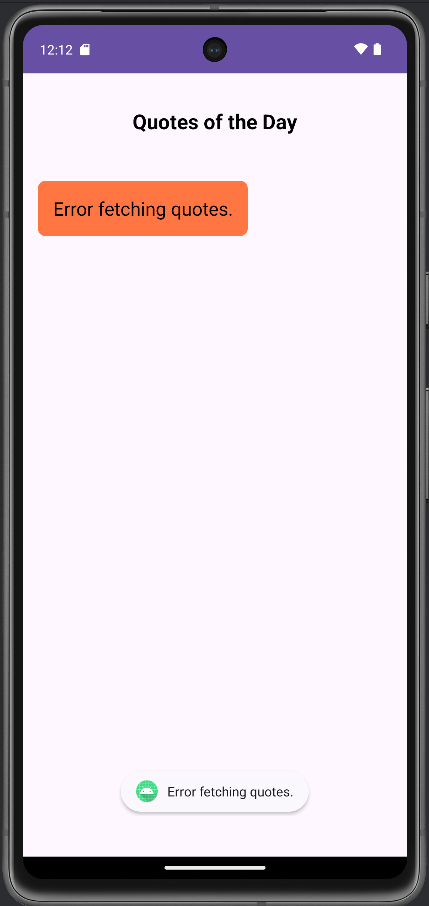 12:12
Quotes of the Day
Error fetching quotes.
Error fetching quotes.